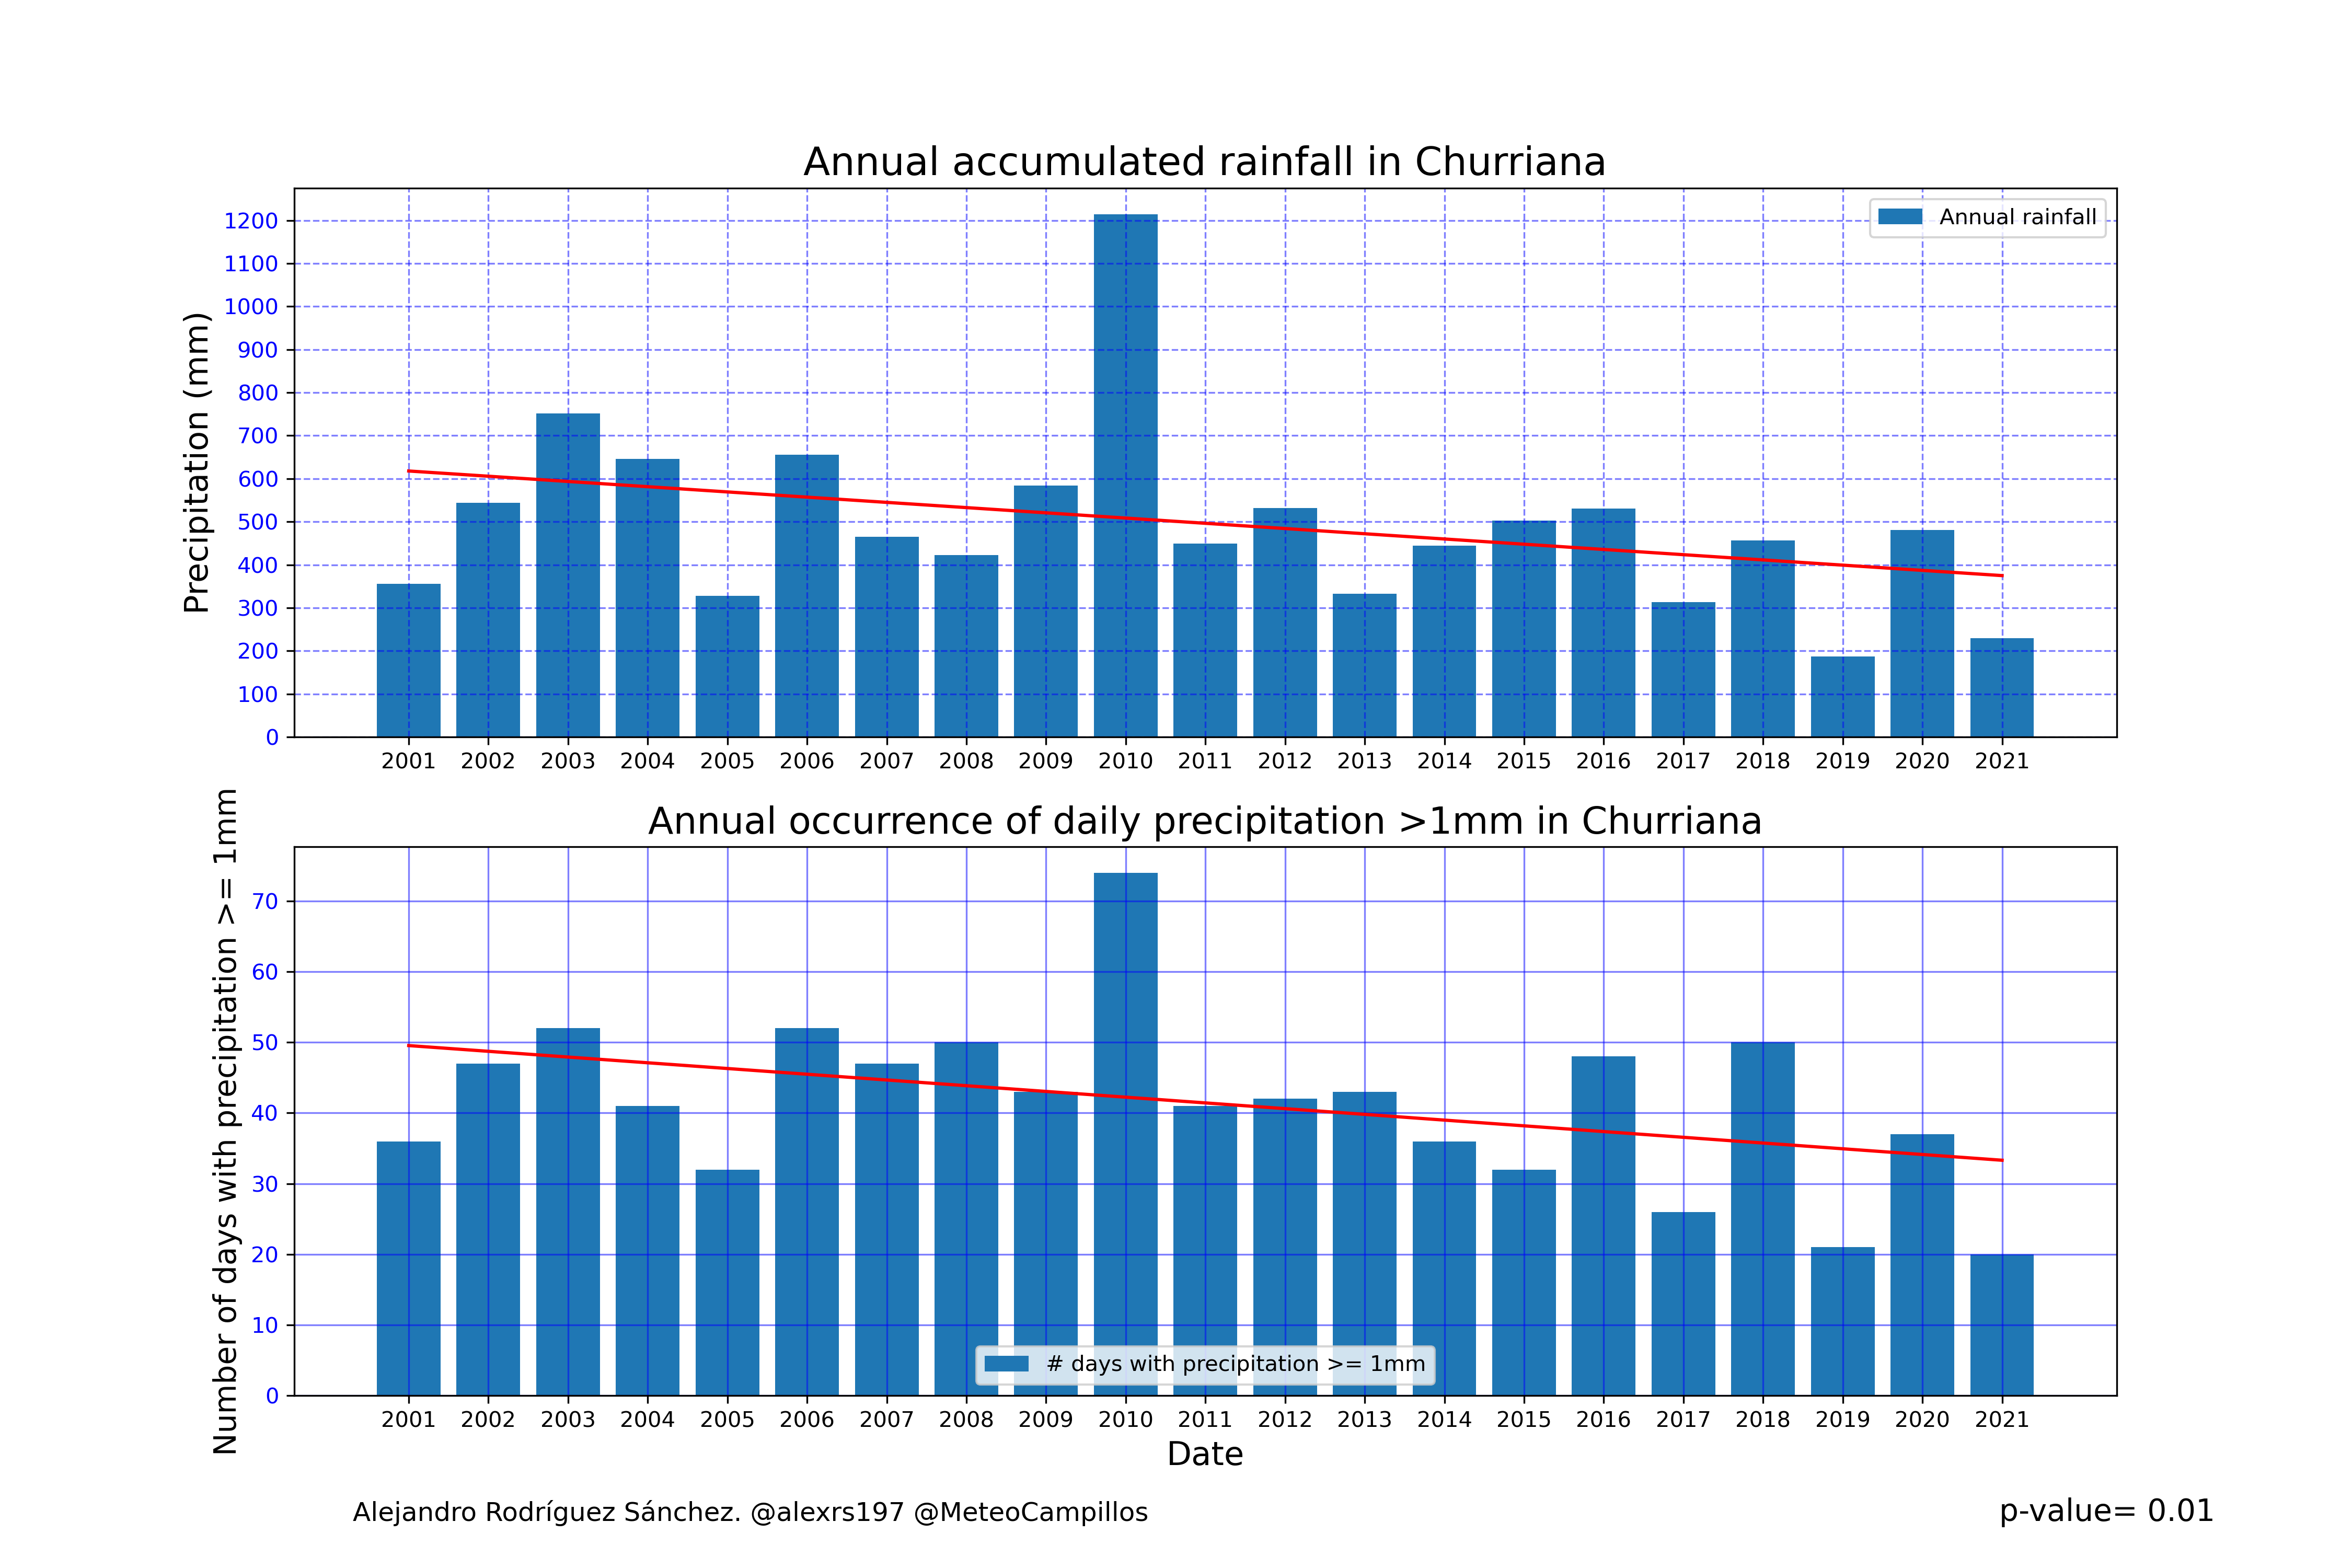 Annual accumulated rainfall in Churriana
Precipitation (mm)
1200
1100
1000
900
800
700
600
500
400
300
200
100
0
Annual rainfall
2001 2002 2003 2004 2005 2006 2007 2008 2009 2010 2011 2012 2013 2014 2015 2016 2017 2018 2019 2020 2021
Annual occurrence of daily precipitation >1mm in Churriana
Number of days with precipitation >= 1mm
70
60
50
40
30
20
10
0
# days with precipitation >= 1mm
2001 2002 2003 2004 2005 2006 2007 2008 2009 2010 2011 2012 2013 2014 2015 2016 2017 2018 2019 2020 2021
Date
Alejandro Rodríguez Sánchez. @alexrs197 @MeteoCampillos
p-value= 0.01